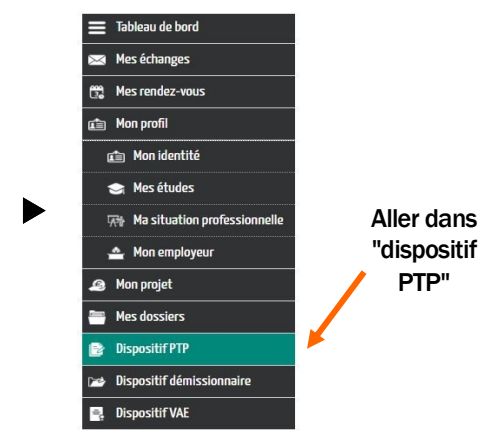 Tableau de bord
Mes échanges
Mes rendez-vous
Mon profil
Mon identité
Mes études
Ma situation professionnelle
Mon employeur
Mon projet
Mes dossiers
Dispositif PTP
Dispositif démissionnaire
Dispositif VAE
Aller dans
"dispositif
PTP"